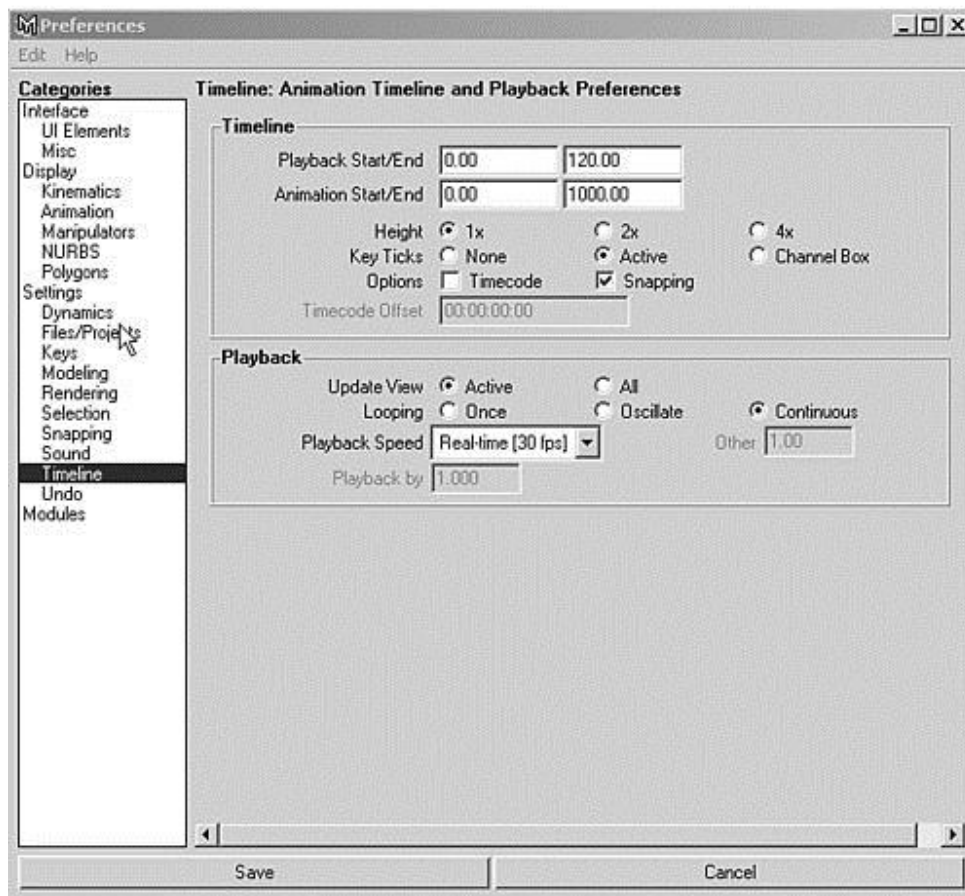 Preferences
Edit Help
Categories
Interface
UI Elements
Misc
Display
Kinematics
Animation
Manipulators
NURBS
Polygons
Settings
Dynamics
Files/Projects
Keys
Modeling
Rendering
Selection
Snapping
Sound
Timeline
Undo
Modules
Timeline: Animation Timeline and Playback Preferences
Timeline
Playback Start/End 0.00 120.00
Animation Start/End 0.00 1000.00
Height 1x 2x 4x
Key Ticks None Active Channel Box
Options Timecode Snapping
Timecode Offset 00:00:00:00
Playback
Update View Active All
Looping Once Oscillate Continuous
Playback Speed Real-time [30 fps] Other 1.00
Playback by 1.000
Save Cancel